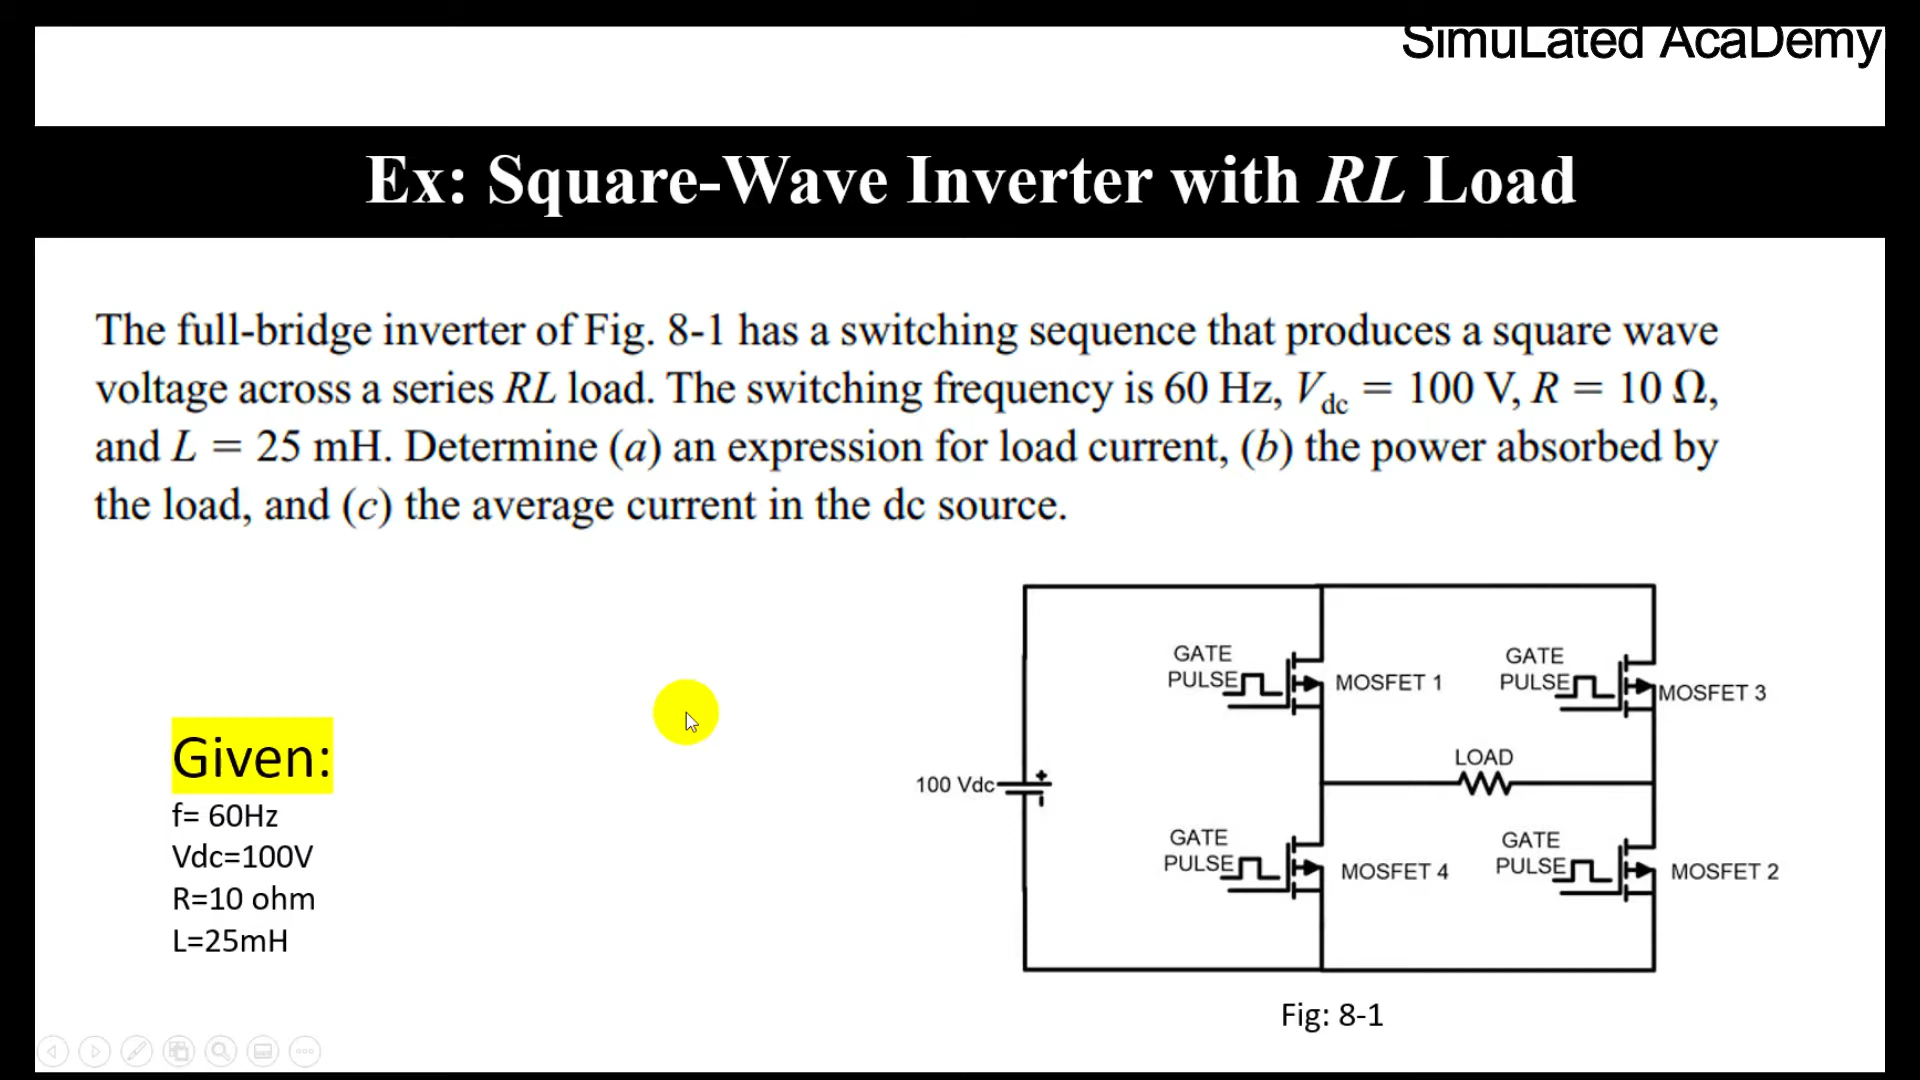 SimuLated AcaDemy
Ex: Square-Wave Inverter with RL Load
The full-bridge inverter of Fig. 8-1 has a switching sequence that produces a square wave
voltage across a series RL load. The switching frequency is 60 Hz, Vdc = 100 V, R = 10 Ω,
and L = 25 mH. Determine (a) an expression for load current, (b) the power absorbed by
the load, and (c) the average current in the dc source.
Given:
f= 60Hz
Vdc=100V
R=10 ohm
L=25mH
GATE
PULSE
MOSFET 1
GATE
PULSE
MOSFET 3
LOAD
100 Vdc
GATE
PULSE
MOSFET 4
GATE
PULSE
MOSFET 2
Fig: 8-1